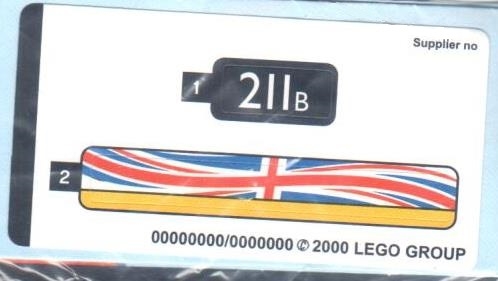 Supplier no
1
211B
2
00000000/0000000 © 2000 LEGO GROUP